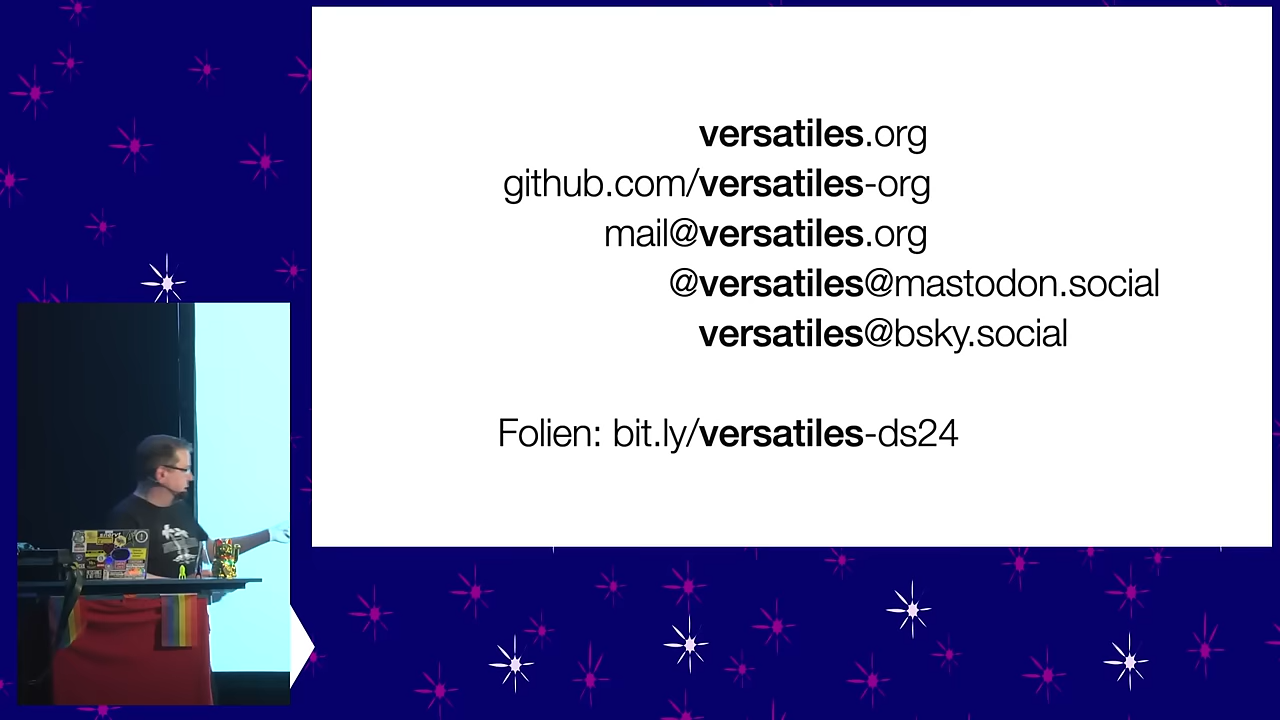 versatiles.org
github.com/versatiles-org
mail@versatiles.org
@versatiles@mastodon.social
versatiles@bsky.social
Folien: bit.ly/versatiles-ds24